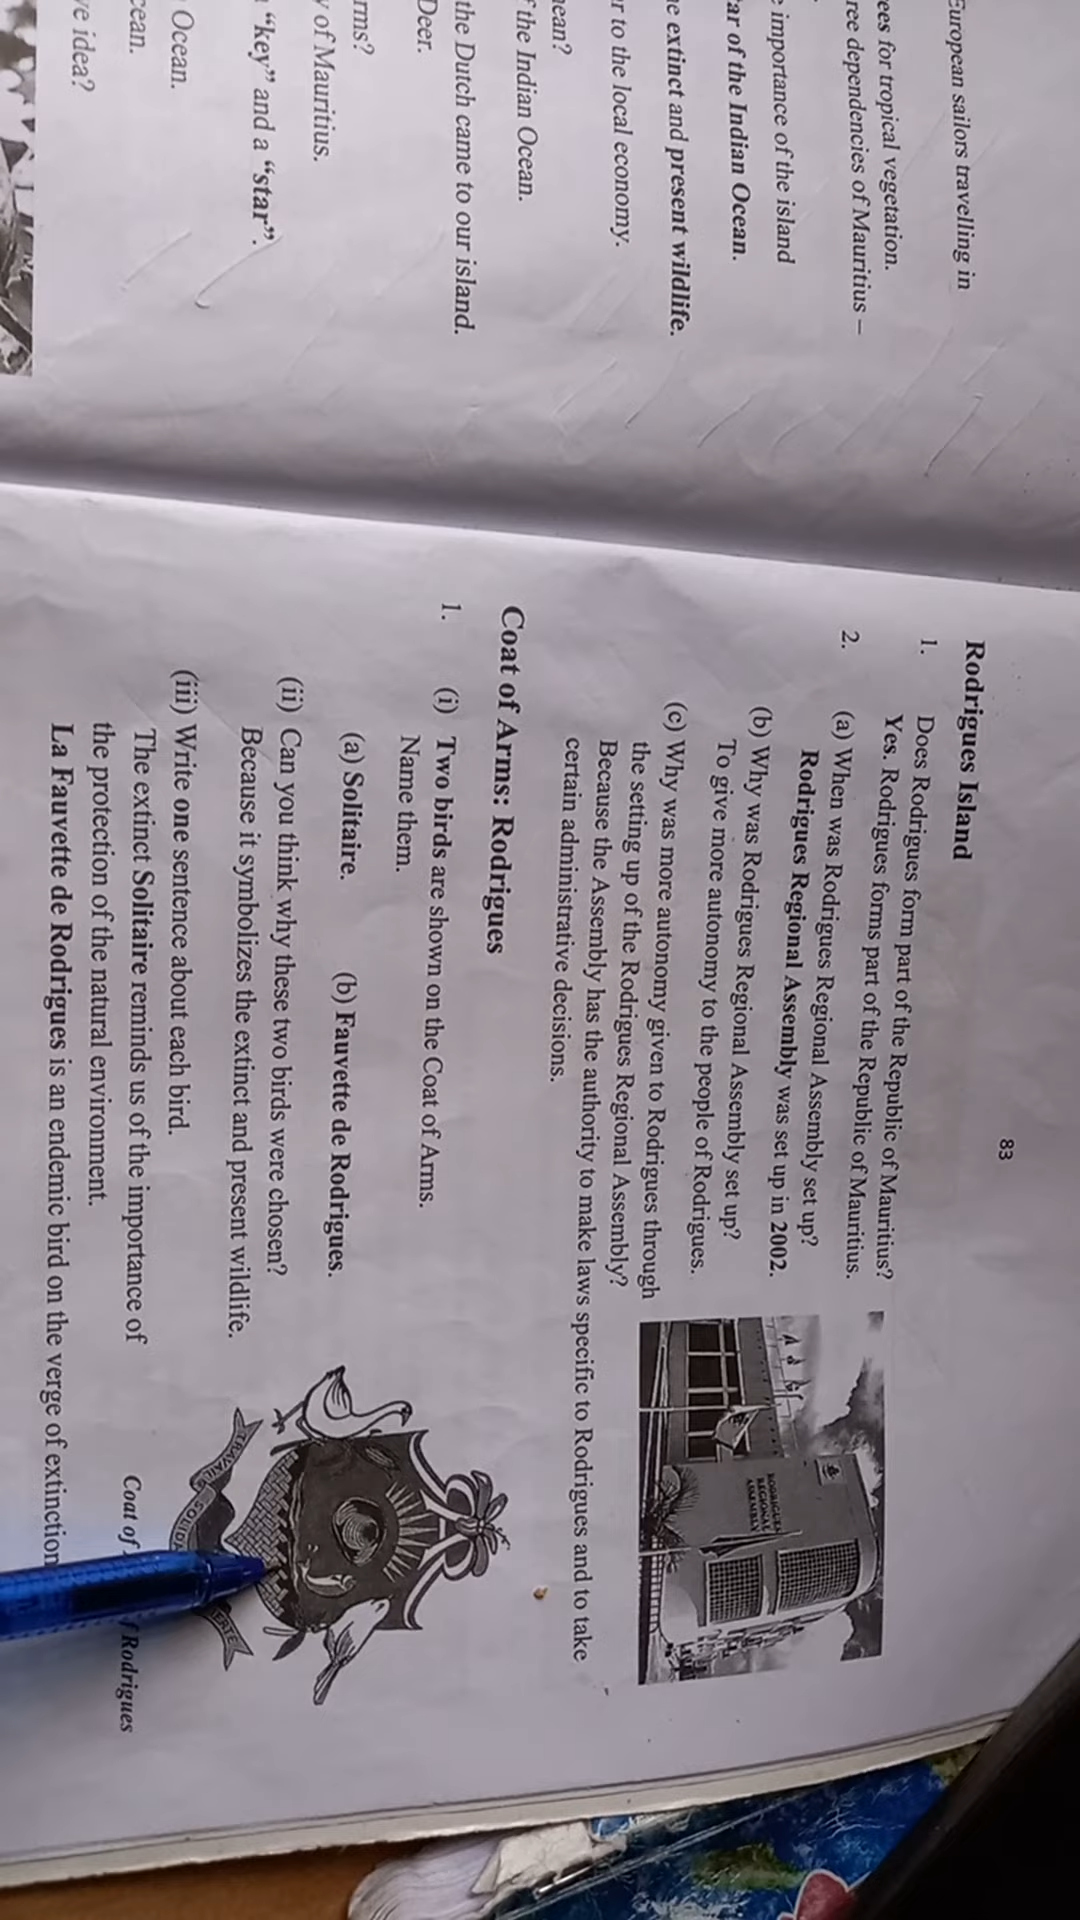 European sailors travelling in
for tropical vegetation.
dependencies of Mauritius –
importance of the island
of the Indian Ocean.
extinct and present wildlife.
to the local economy.
the Indian Ocean.
the Dutch came to our island.
Deer.
of Mauritius.
"key" and a "star".
Ocean.
idea?
83
Rodrigues Island
1. Does Rodrigues form part of the Republic of Mauritius?
Yes. Rodrigues forms part of the Republic of Mauritius.
2. (a) When was Rodrigues Regional Assembly set up?
Rodrigues Regional Assembly was set up in 2002.
(b) Why was Rodrigues Regional Assembly set up?
To give more autonomy to the people of Rodrigues.
(c) Why was more autonomy given to Rodrigues through
the setting up of the Rodrigues Regional Assembly?
Because the Assembly has the authority to make laws specific to Rodrigues and to take
certain administrative decisions.
RODRIGUES
REGIONAL
ASSEMBLY
Coat of Arms: Rodrigues
1. (i) Two birds are shown on the Coat of Arms.
Name them.
(a) Solitaire. (b) Fauvette de Rodrigues.
(ii) Can you think why these two birds were chosen?
Because it symbolizes the extinct and present wildlife.
(iii) Write one sentence about each bird.
The extinct Solitaire reminds us of the importance of
the protection of the natural environment.
La Fauvette de Rodrigues is an endemic bird on the verge of extinction
TRAVAIL
Coat of Rodrigues